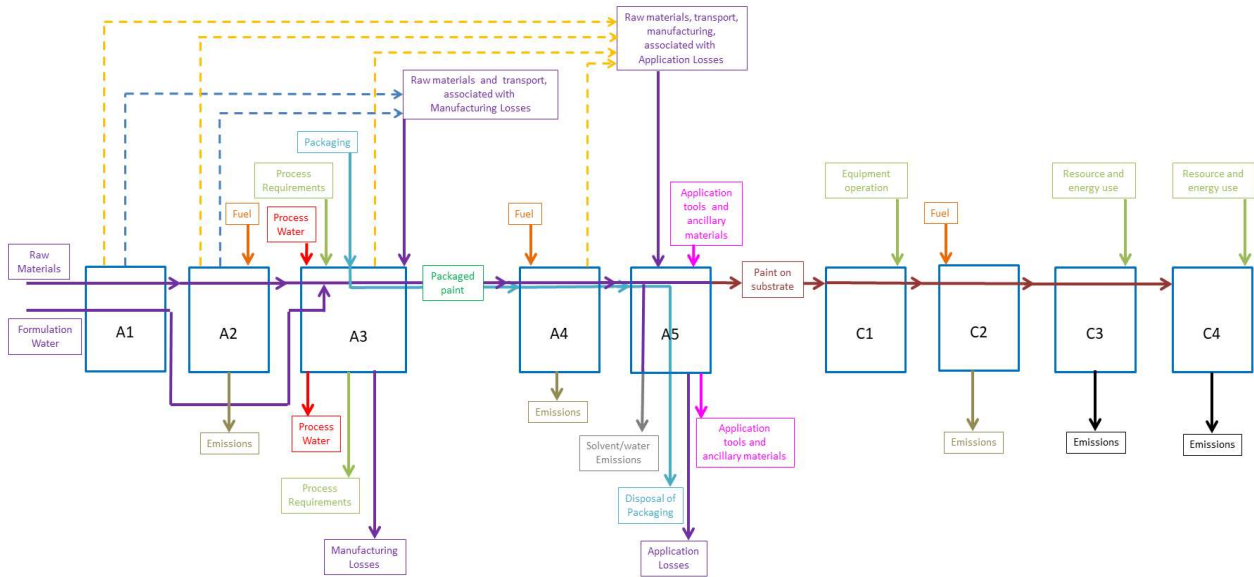 Raw materials, transport,
manufacturing,
associated with
Application Losses
Raw materials and transport,
associated with
Manufacturing Losses
Packaging
Process
Requirements
Equipment
operation
Resource and
energy use
Resource and
energy use
Application
tools and
ancillary
materials
Fuel
Process
Water
Fuel
Fuel
Raw
Materials
Packaged
paint
Paint on
substrate
Formulation
Water
A1
A2
A3
A4
A5
C1
C2
C3
C4
Emissions
Process
Water
Emissions
Solvent/water
Emissions
Application
tools and
ancillary materials
Emissions
Emissions
Emissions
Process
Requirements
Disposal of
Packaging
Manufacturing
Losses
Application
Losses